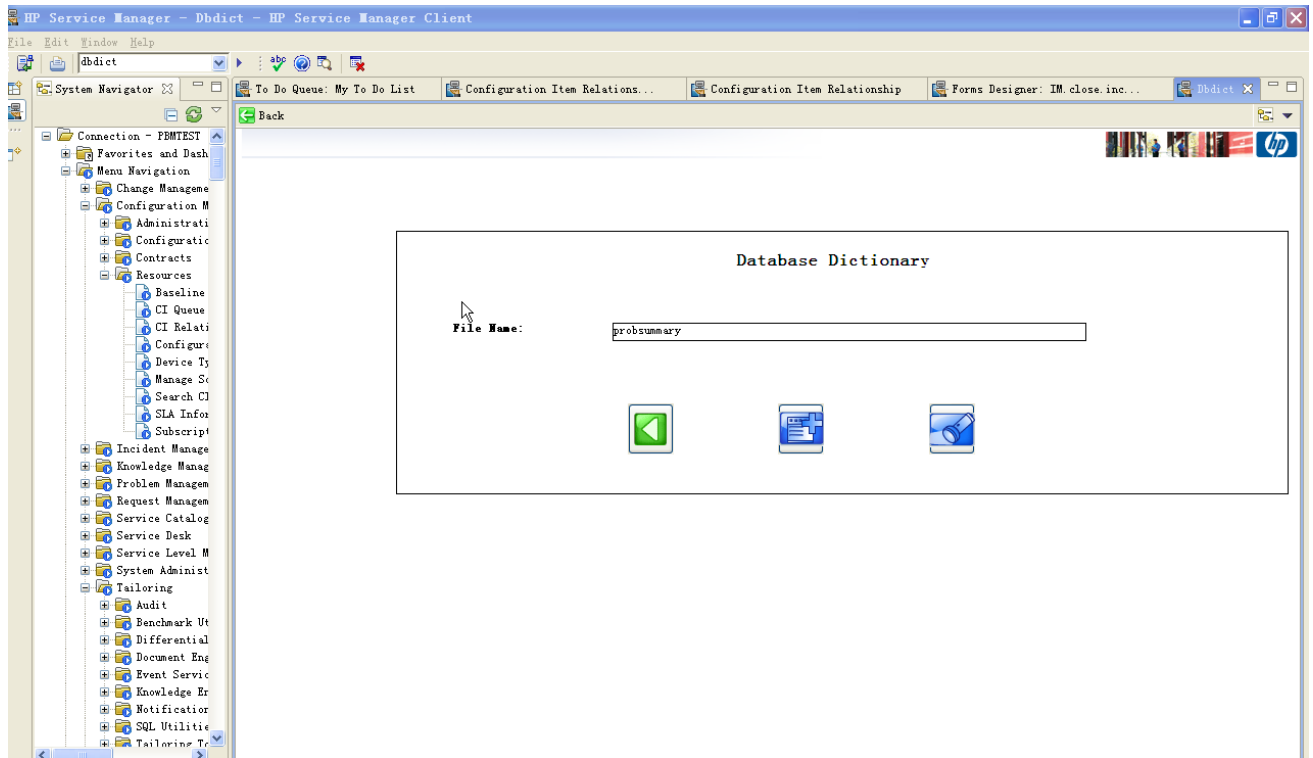 HP Service Manager - Dbdict - HP Service Manager Client
File Edit Window Help
dbdict
abc
System Navigator
To Do Queue: My To Do List
Configuration Item Relations...
Configuration Item Relationship
Forms Designer: IM.close.inc...
Dbdict
Back
hp
Connection - PBMTEST
Favorites and Dash
Menu Navigation
Change Manageme
Configuration M
Administrati
Configuratic
Contracts
Resources
Baseline
CI Queue
CI Relati
Configura
Device Ty
Manage So
Search CI
SLA Infor
Subscript
Incident Manage
Knowledge Manag
Problem Managem
Request Managem
Service Catalog
Service Desk
Service Level M
System Administ
Tailoring
Audit
Benchmark Ut
Differential
Document Eng
Event Servic
Knowledge Er
Notification
SQL Utilitie
Tailoring To
Database Dictionary
File Name:
probsummary